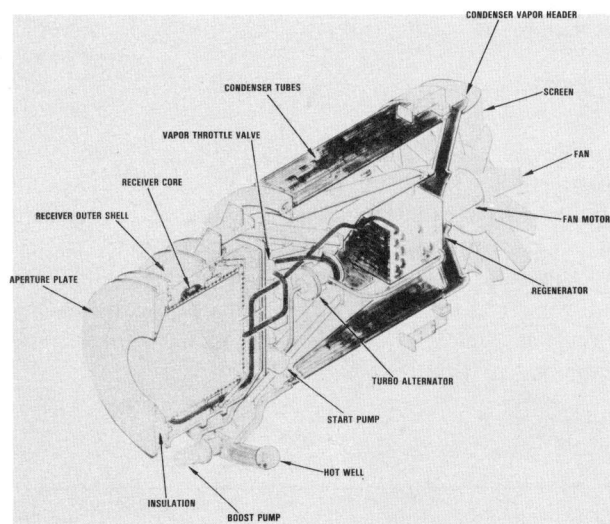 CONDENSER VAPOR HEADER
CONDENSER TUBES
SCREEN
VAPOR THROTTLE VALVE
FAN
RECEIVER CORE
RECEIVER OUTER SHELL
FAN MOTOR
APERTURE PLATE
REGENERATOR
TURBO ALTERNATOR
START PUMP
HOT WELL
INSULATION
BOOST PUMP